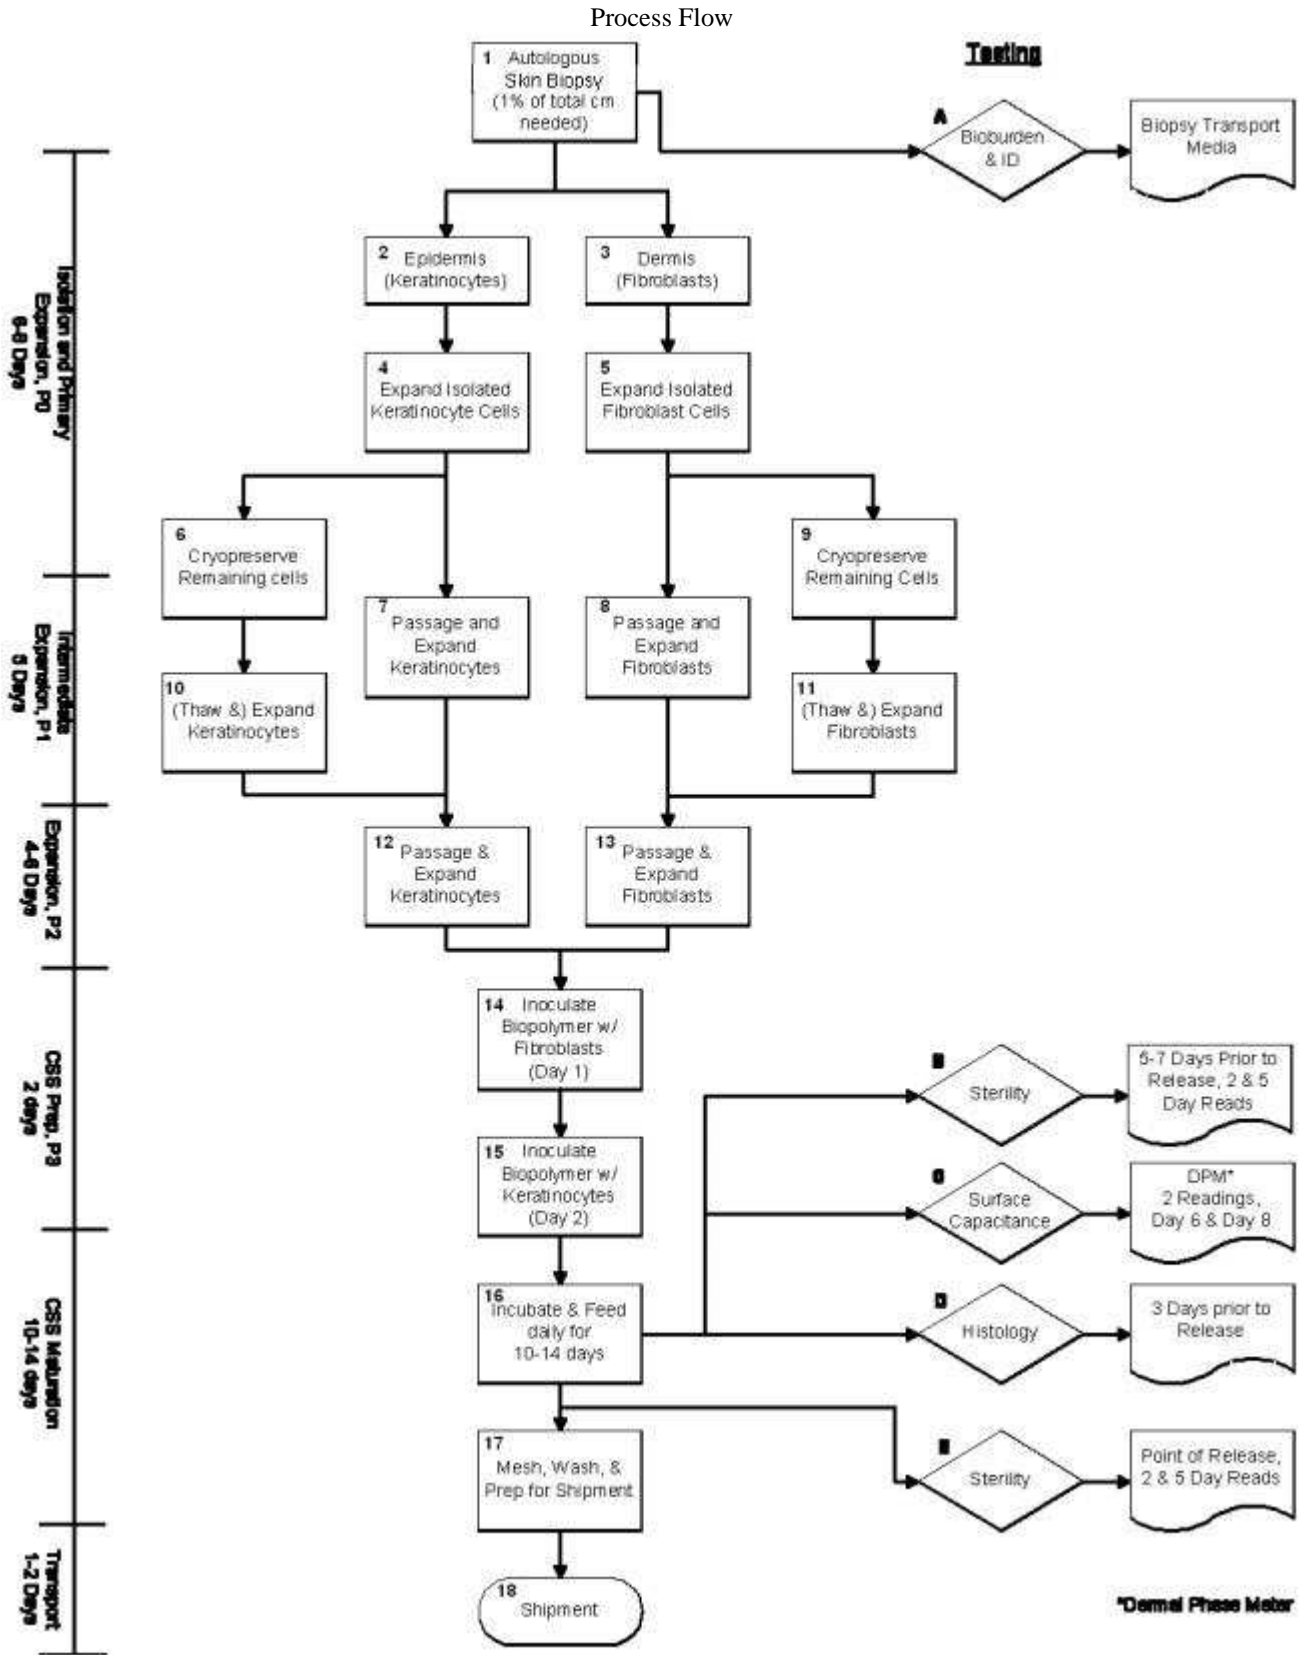 Process Flow
Testing
1 Autologous
Skin Biopsy
(1% of total cm
needed)
A
Bioburden
& ID
Biopsy Transport
Media
Isolation and Primary
Expansion, P0
6-8 Days
2 Epidermis
(Keratinocytes)
3 Dermis
(Fibroblasts)
4
Expand Isolated
Keratinocyte Cells
5
Expand Isolated
Fibroblast Cells
6
Cryopreserve
Remaining cells
9
Cryopreserve
Remaining Cells
Intermediate
Expansion, P1
5 Days
7
Passage and
Expand
Keratinocytes
8
Passage and
Expand
Fibroblasts
10
(Thaw &) Expand
Keratinocytes
11
(Thaw &) Expand
Fibroblasts
Expansion, P2
4-6 Days
12
Passage &
Expand
Keratinocytes
13
Passage &
Expand
Fibroblasts
CSS Prep, P3
2 days
14 Inoculate
Biopolymer w/
Fibroblasts
(Day 1)
15 Inoculate
Biopolymer w/
Keratinocytes
(Day 2)
B
Sterility
5-7 Days Prior to
Release, 2 & 5
Day Reads
C
Surface
Capacitance
DPM*
2 Readings,
Day 6 & Day 8
CSS Maturation
10-14 days
16
Incubate & Feed
daily for
10-14 days
D
Histology
3 Days prior to
Release
17
Mesh, Wash, &
Prep for Shipment
E
Sterility
Point of Release,
2 & 5 Day Reads
Transport
1-2 Days
18
Shipment
*Dermal Phase Meter